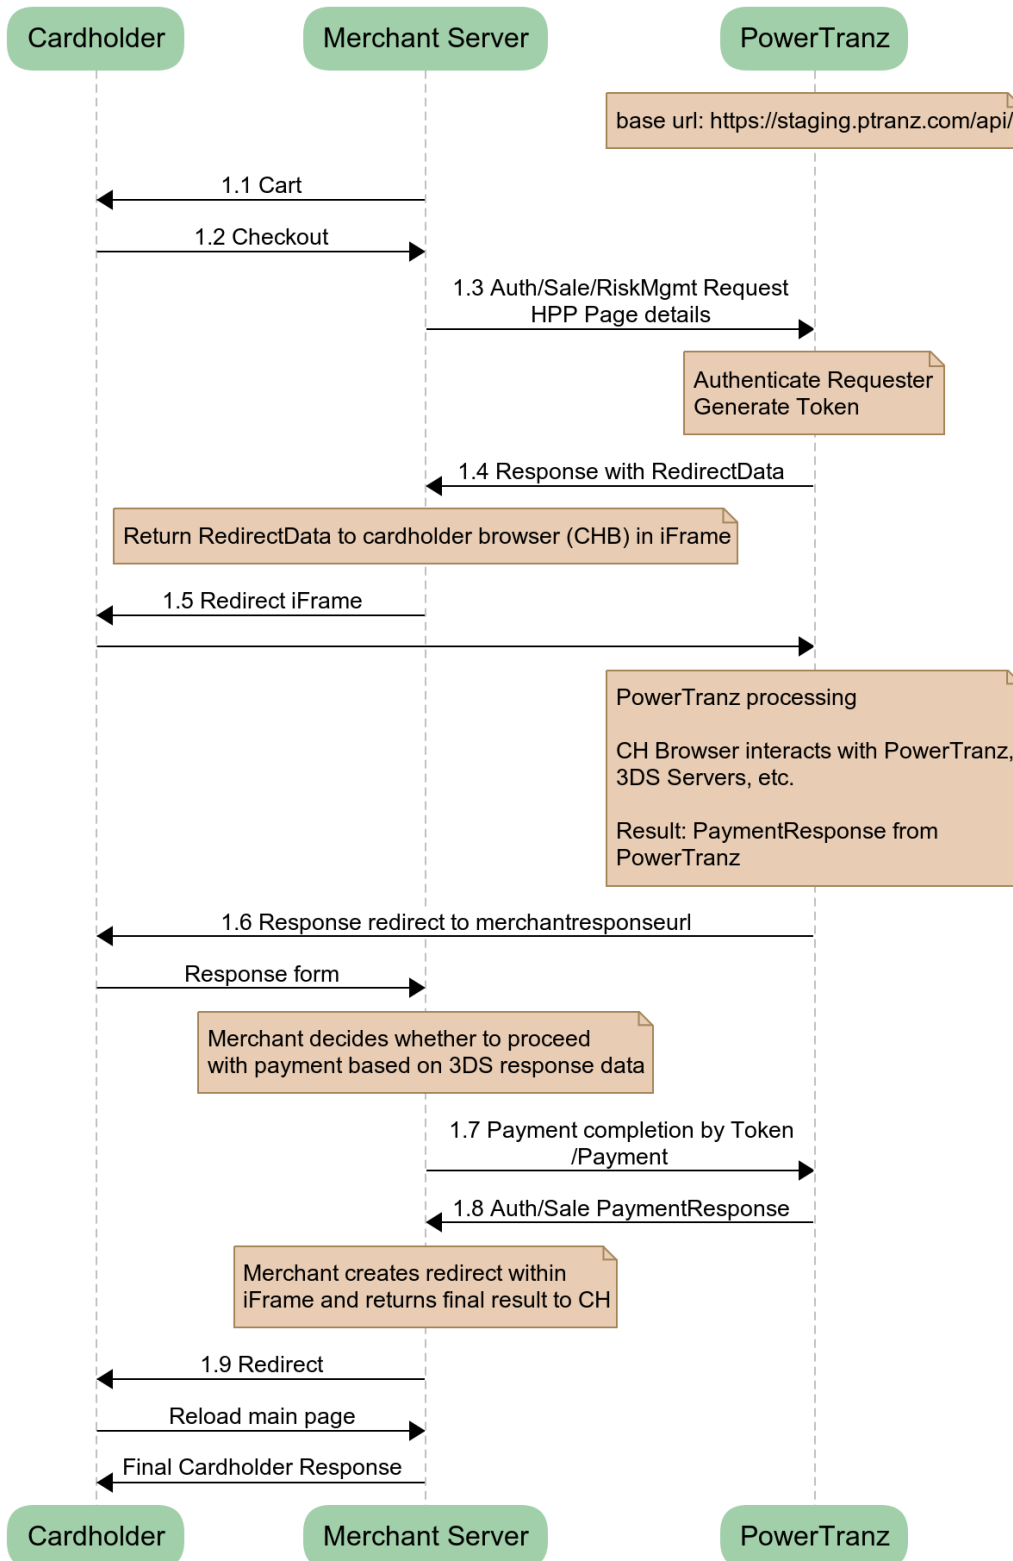 Cardholder
Merchant Server
PowerTranz
base url: https://staging.ptranz.com/api/
1.1 Cart
1.2 Checkout
1.3 Auth/Sale/RiskMgmt Request
HPP Page details
Authenticate Requester
Generate Token
1.4 Response with RedirectData
Return RedirectData to cardholder browser (CHB) in iFrame
1.5 Redirect iFrame
PowerTranz processing
CH Browser interacts with PowerTranz,
3DS Servers, etc.
Result: PaymentResponse from
PowerTranz
1.6 Response redirect to merchantresponseurl
Response form
Merchant decides whether to proceed
with payment based on 3DS response data
1.7 Payment completion by Token
/Payment
1.8 Auth/Sale PaymentResponse
Merchant creates redirect within
iFrame and returns final result to CH
1.9 Redirect
Reload main page
Final Cardholder Response
Cardholder
Merchant Server
PowerTranz